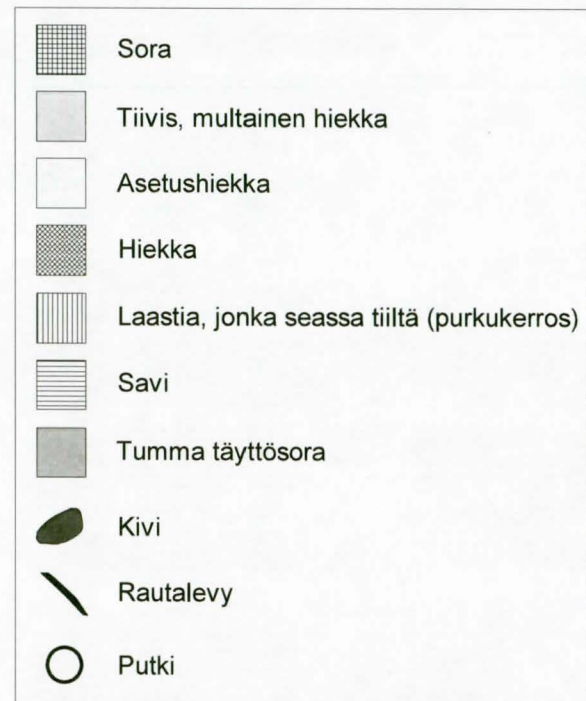 Sora
Tiivis, multainen hiekka
Asetushiekka
Hiekka
Laastia, jonka seassa tiiltä (purkukerros)
Savi
Tumma täyttösora
Kivi
Rautalevy
Putki